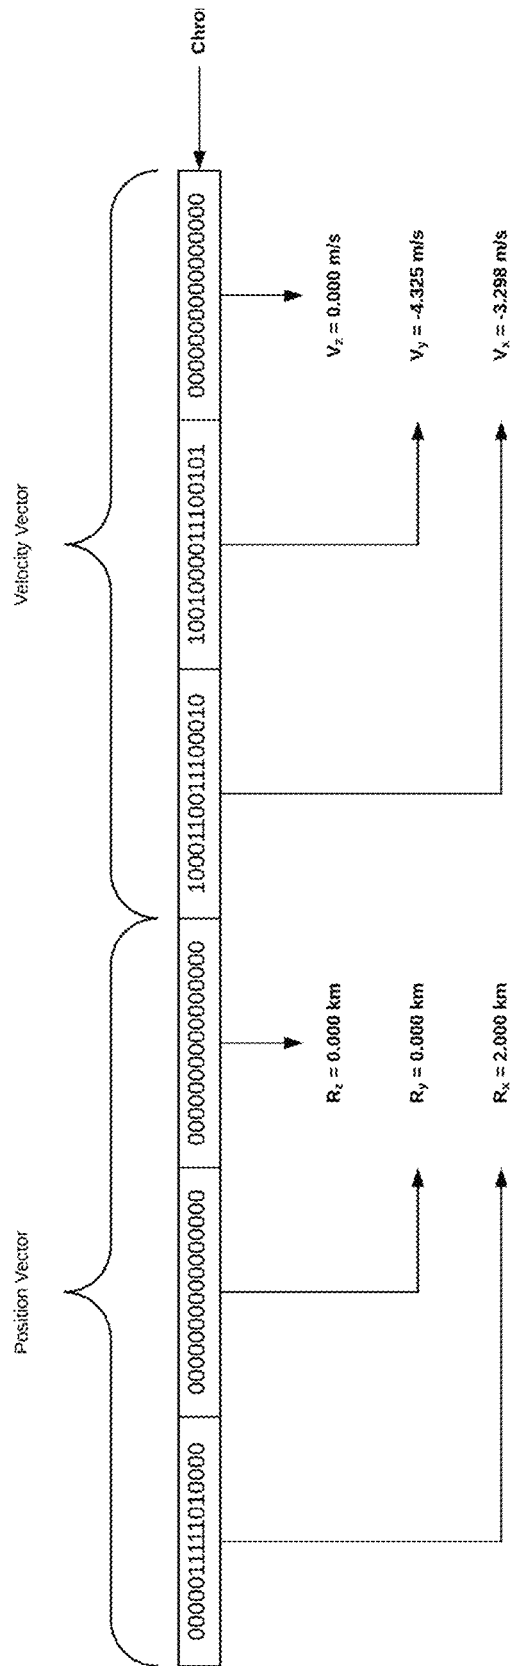 Position Vector
Velocity Vector
0000011111010000 0000000000000000 0000000000000000 1000110011100010 1001000011100101 0000000000000000 Chro
Rz = 0.000 km
Vz = 0.000 m/s
Ry = 0.000 km
Vy = -4.325 m/s
Rx = 2.000 km
Vx = -3.298 m/s